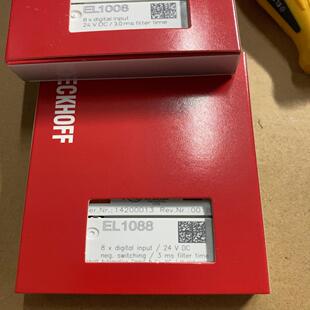 EL1008
8 x digital input
24 V DC / 3.0 ms filter time
ECKHOFF
er.Nr.:14200013 Rev.Nr:00
EL1088
8 x digital input / 24 V DC
neg. switching / 3 ms filter time